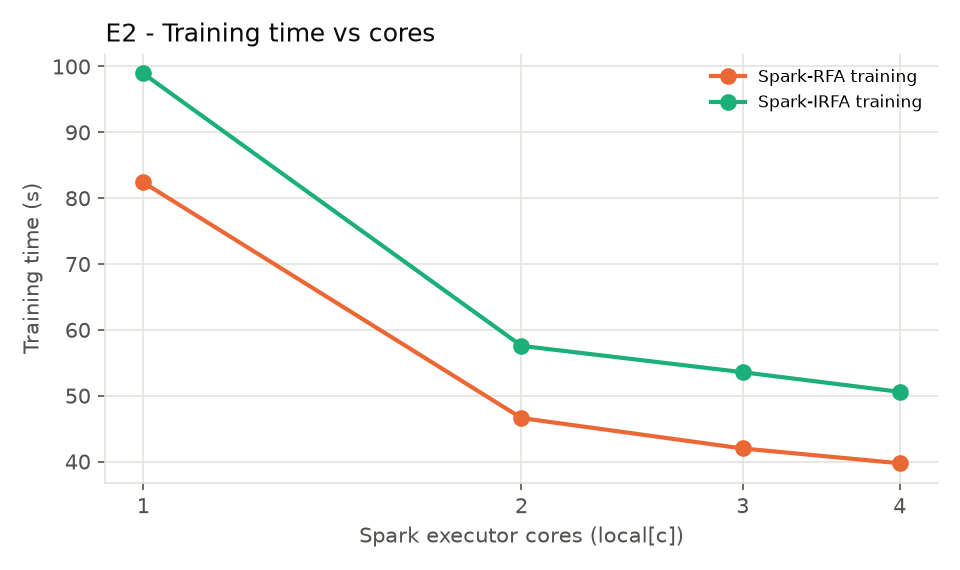 E2 - Training time vs cores
Spark-RFA training
Spark-IRFA training
Training time (s)
100
90
80
70
60
50
40
1 2 3 4
Spark executor cores (local[c])